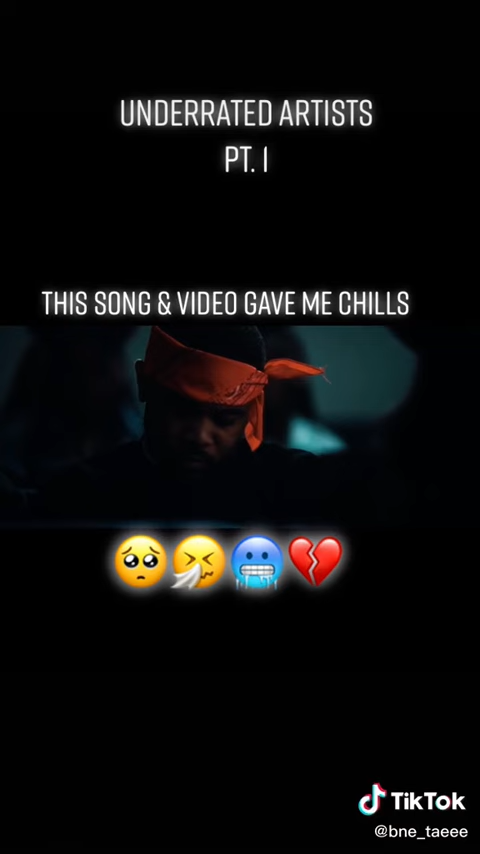 UNDERRATED ARTISTS
PT. 1
THIS SONG & VIDEO GAVE ME CHILLS
TikTok
@bne_taeee